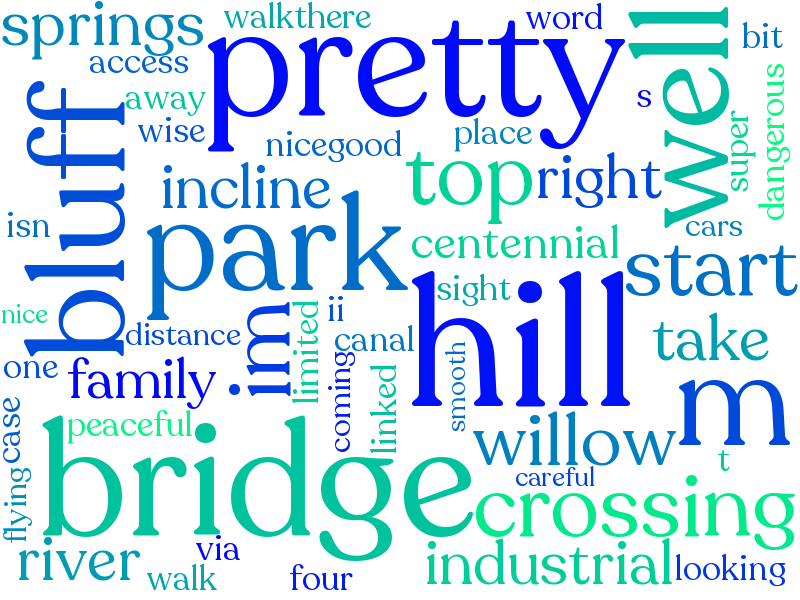 springs
walkthere
word
well
bit
access
pretty
s
away
wise
nicegood
place
super
dangerous
bluff
incline
top
right
isn
park
centennial
cars
start
sight
hill
nice
distance
.im
limited
ii
canal
take
one
family
coming
linked
smooth
m
case
peaceful
bridge
willow
t
careful
flying
crossing
river
via
walk
four
industrial
looking